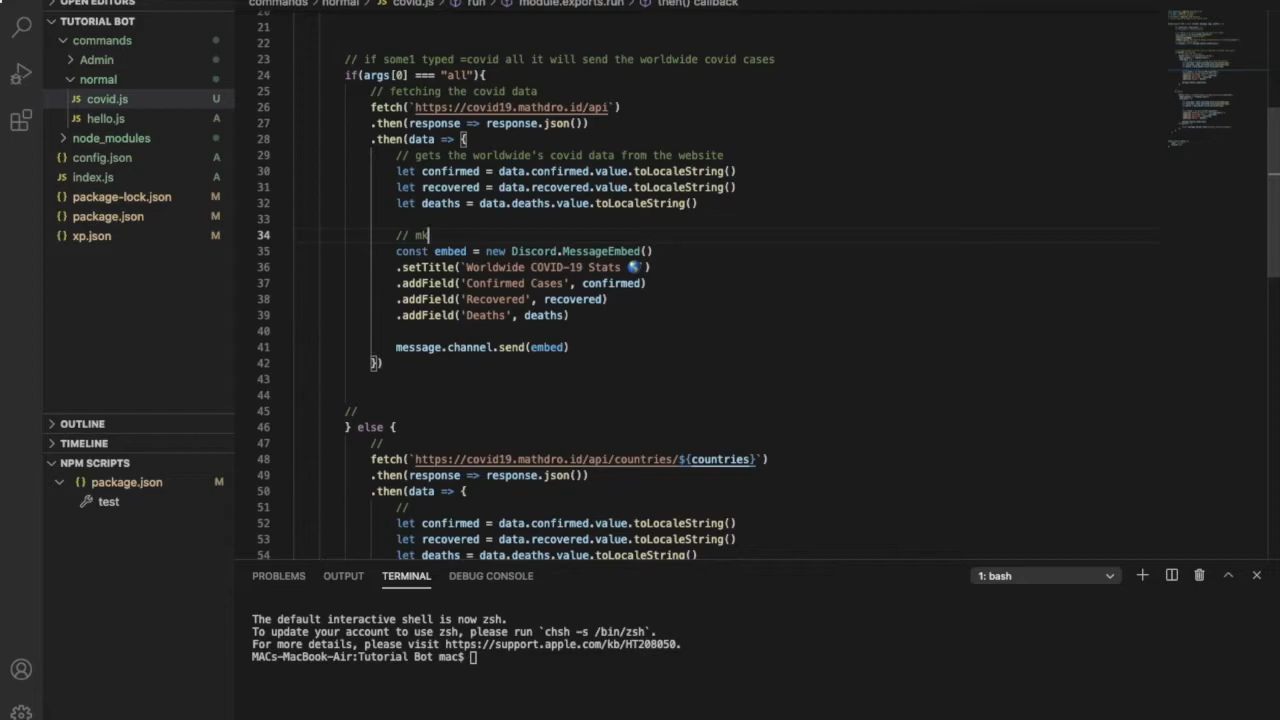 OPEN EDITORS
TUTORIAL BOT
commands
Admin
normal
JS covid.js U
JS hello.js A
node_modules
{} config.json A
JS index.js A
{} package-lock.json M
{} package.json M
{} xp.json M
OUTLINE
TIMELINE
NPM SCRIPTS
{} package.json M
test
commands > normal > JS covid.js > run > module.exports.run > then() callback
20
21
22
23 // if some1 typed =covid all it will send the worldwide covid cases
24 if(args[0] === "all"){
25 // fetching the covid data
26 fetch(`https://covid19.mathdro.id/api`)
27 .then(response => response.json())
28 .then(data => {
29 // gets the worldwide's covid data from the website
30 let confirmed = data.confirmed.value.toLocaleString()
31 let recovered = data.recovered.value.toLocaleString()
32 let deaths = data.deaths.value.toLocaleString()
33
34 // mk
35 const embed = new Discord.MessageEmbed()
36 .setTitle(`Worldwide COVID-19 Stats 🌎`)
37 .addField('Confirmed Cases', confirmed)
38 .addField('Recovered', recovered)
39 .addField('Deaths', deaths)
40
41 message.channel.send(embed)
42 })
43
44
45 //
46 } else {
47 //
48 fetch(`https://covid19.mathdro.id/api/countries/${countries}`)
49 .then(response => response.json())
50 .then(data => {
51 //
52 let confirmed = data.confirmed.value.toLocaleString()
53 let recovered = data.recovered.value.toLocaleString()
54 let deaths = data.deaths.value.toLocaleString()
PROBLEMS OUTPUT TERMINAL DEBUG CONSOLE 1: bash
The default interactive shell is now zsh.
To update your account to use zsh, please run `chsh -s /bin/zsh`.
For more details, please visit https://support.apple.com/kb/HT208050.
MACs-MacBook-Air:Tutorial Bot mac$